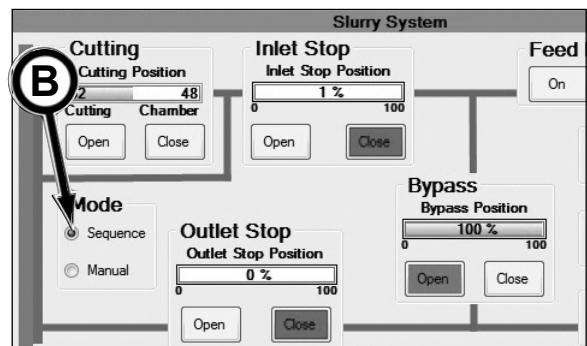 Slurry System
Cutting
Cutting Position
48
Cutting Chamber
Open Close
B
Inlet Stop
Inlet Stop Position
1 %
0 100
Open Close
Feed
On
Mode
Sequence
Manual
Outlet Stop
Outlet Stop Position
0 %
0 100
Open Close
Bypass
Bypass Position
100 %
0 100
Open Close